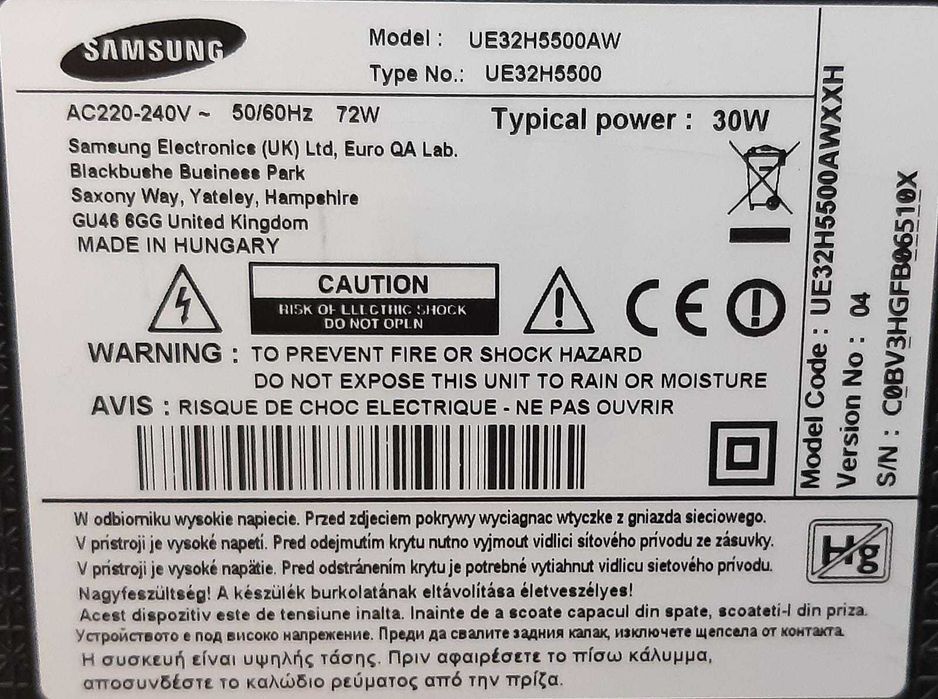 SAMSUNG
Model : UE32H5500AW
Type No.: UE32H5500
AC220-240V ~ 50/60Hz 72W
Typical power : 30W
Samsung Electronics (UK) Ltd, Euro QA Lab.
Blackbushe Business Park
Saxony Way, Yateley, Hampshire
GU46 6GG United Kingdom
MADE IN HUNGARY
CAUTION
RISK OF ELECTRIC SHOCK
DO NOT OPEN
WARNING : TO PREVENT FIRE OR SHOCK HAZARD
DO NOT EXPOSE THIS UNIT TO RAIN OR MOISTURE
AVIS : RISQUE DE CHOC ELECTRIQUE - NE PAS OUVRIR
Model Code : UE32H5500AWXXH
Version No : 04
S/N : C0BV3HGFB06510X
W odbiorniku wysokie napiecie. Przed zdjeciem pokrywy wyciagnac wtyczke z gniazda sieciowego.
V prístroji je vysoké napetí. Pred odejmutím krytu nutno vyjmout vidlici sítového prívodu ze zásuvky.
V prístroji je vysoké napätie. Pred odstránením krytu je potrebné vytiahnut vidlicu sietového prívodu.
Nagyfeszültség! A készülék burkolatának eltávolítása életveszélyes!
Acest dispozitiv este de tensiune inalta. Inainte de a scoate capacul din spate, scoateti-l din priza.
Устройството е под високо напрежение. Преди да свалите задния капак, изключете щепсела от контакта
Η συσκευή είναι υψηλής τάσης. Πριν αφαιρέσετε το πίσω κάλυμμα,
αποσυνδέστε το καλώδιο ρεύματος από την πρίζα.
Hg